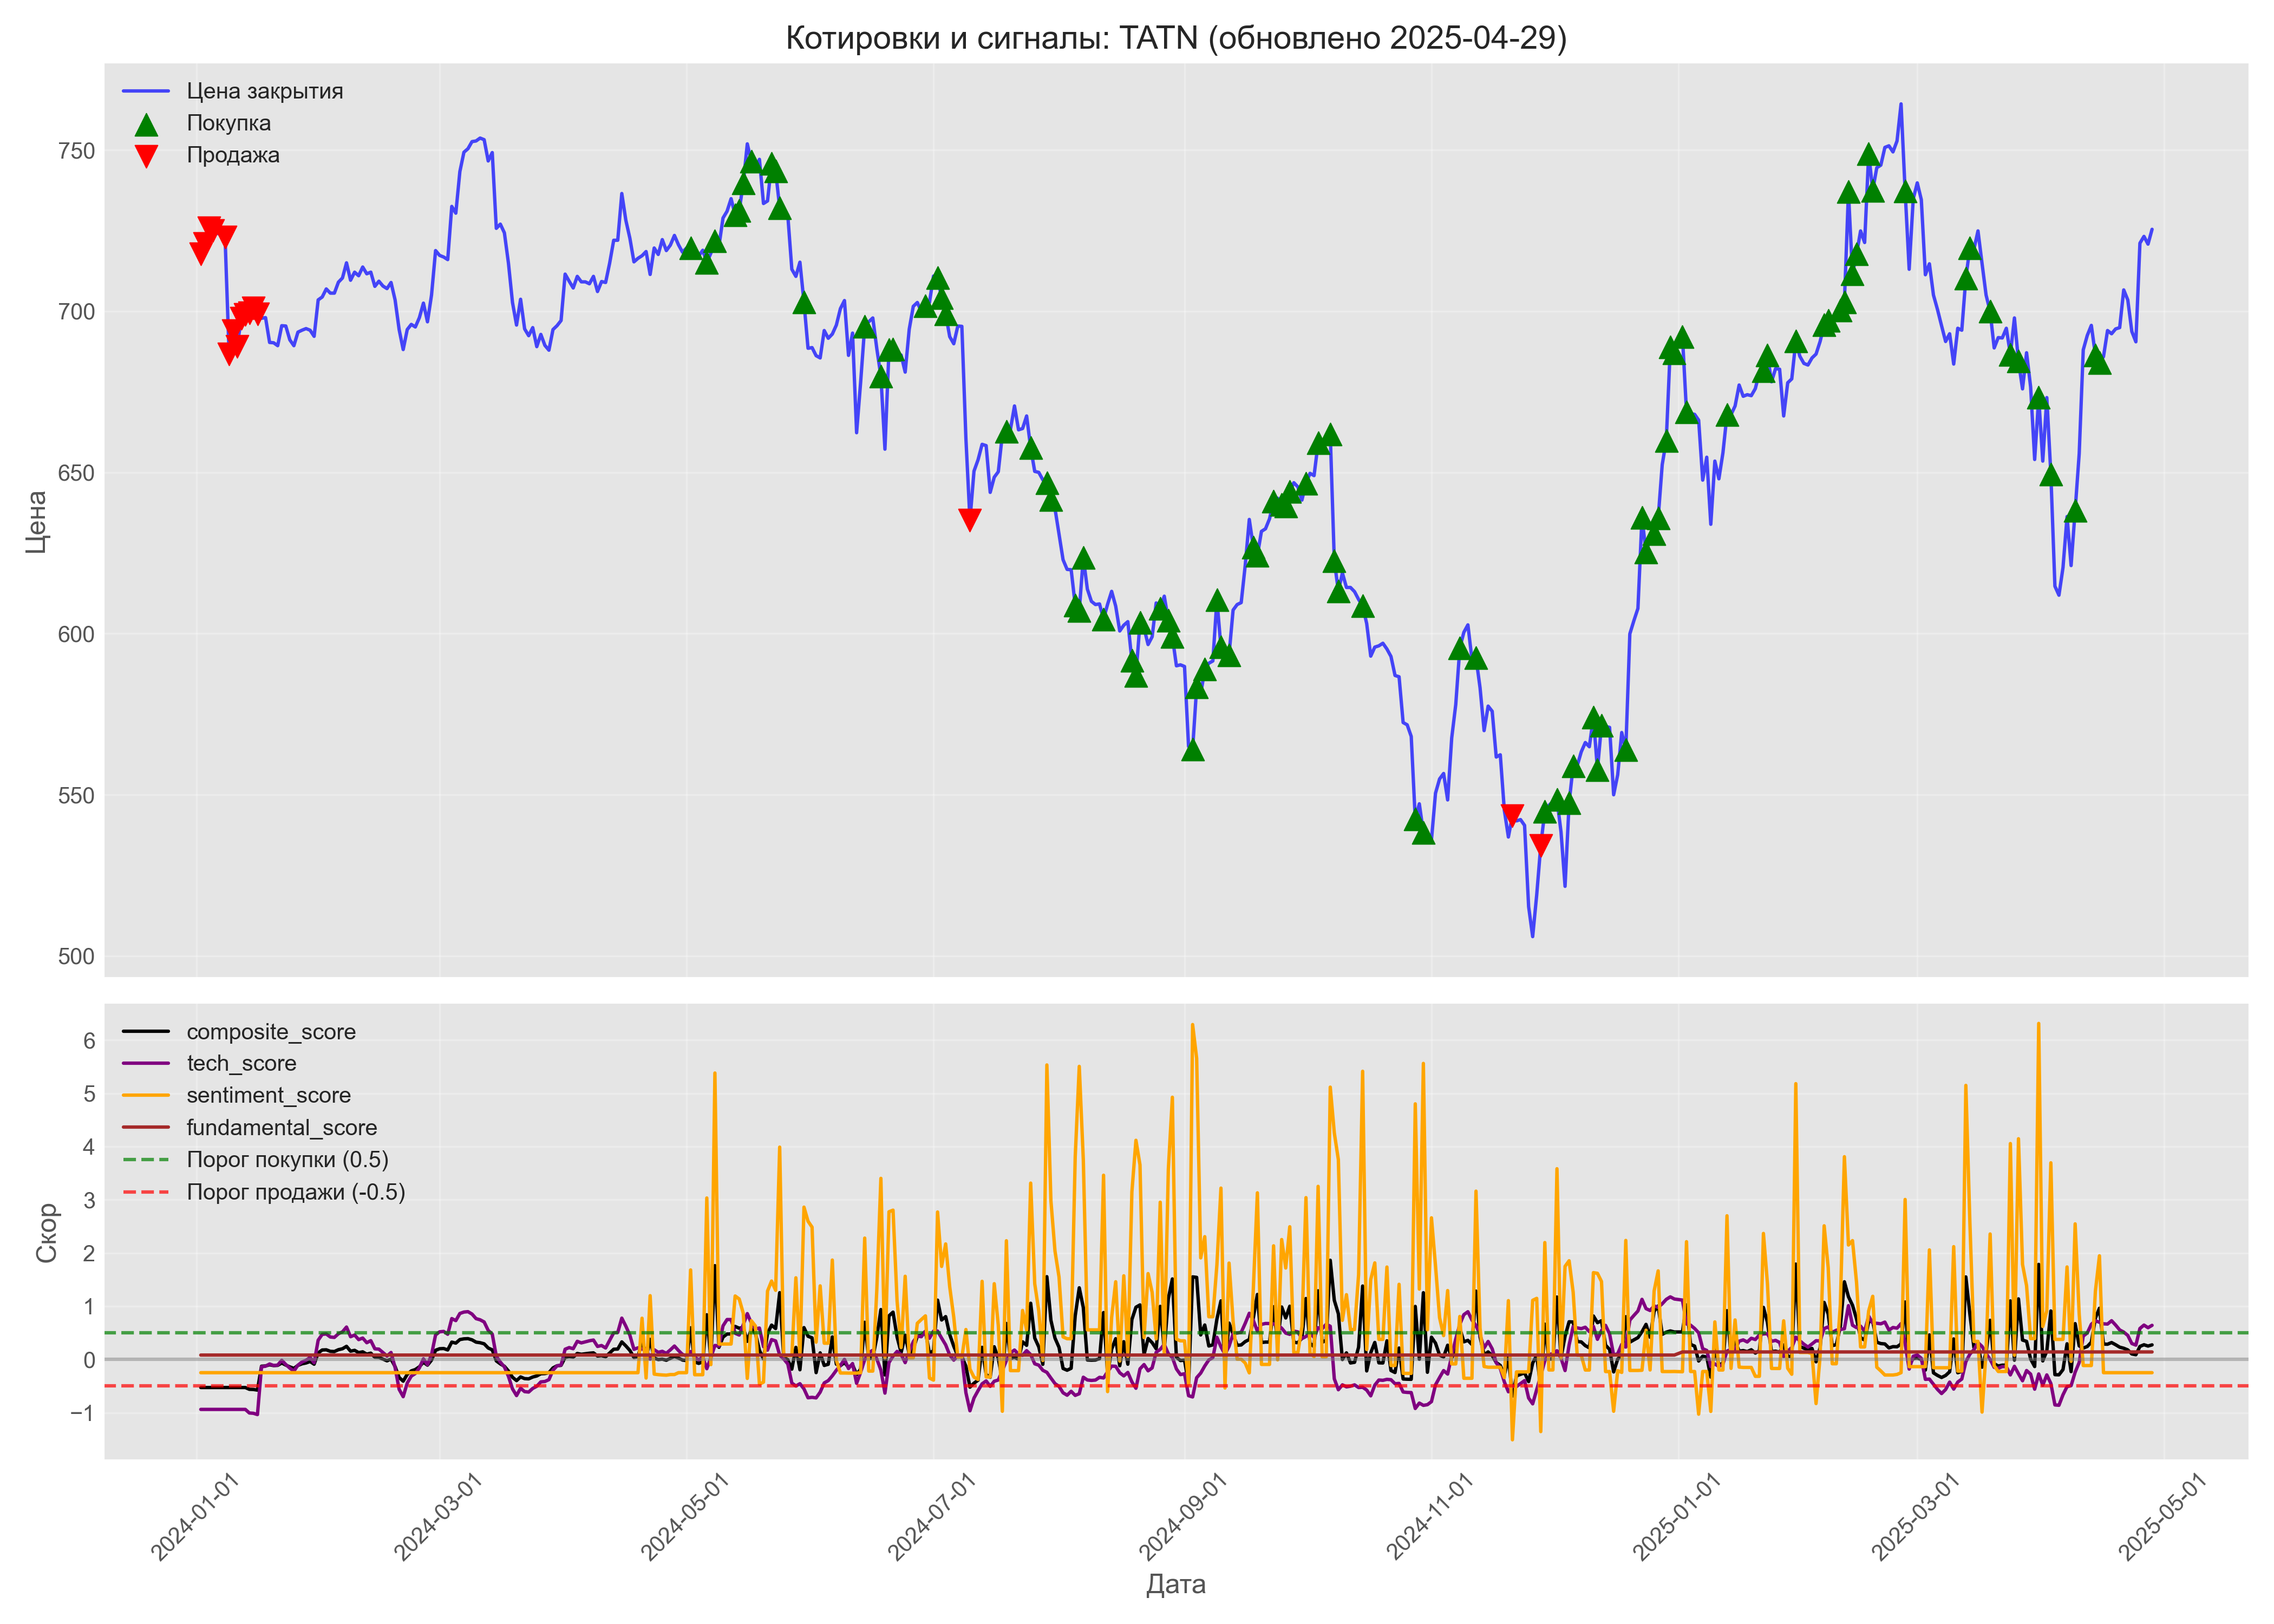 Котировки и сигналы: TATN (обновлено 2025-04-29)
Цена закрытия
Покупка
Продажа
Цена
750
700
650
600
550
500
composite_score
tech_score
sentiment_score
fundamental_score
Порог покупки (0.5)
Порог продажи (-0.5)
Скор
6
5
4
3
2
1
0
−1
2024-01-01
2024-03-01
2024-05-01
2024-07-01
2024-09-01
2024-11-01
2025-01-01
2025-03-01
2025-05-01
Дата